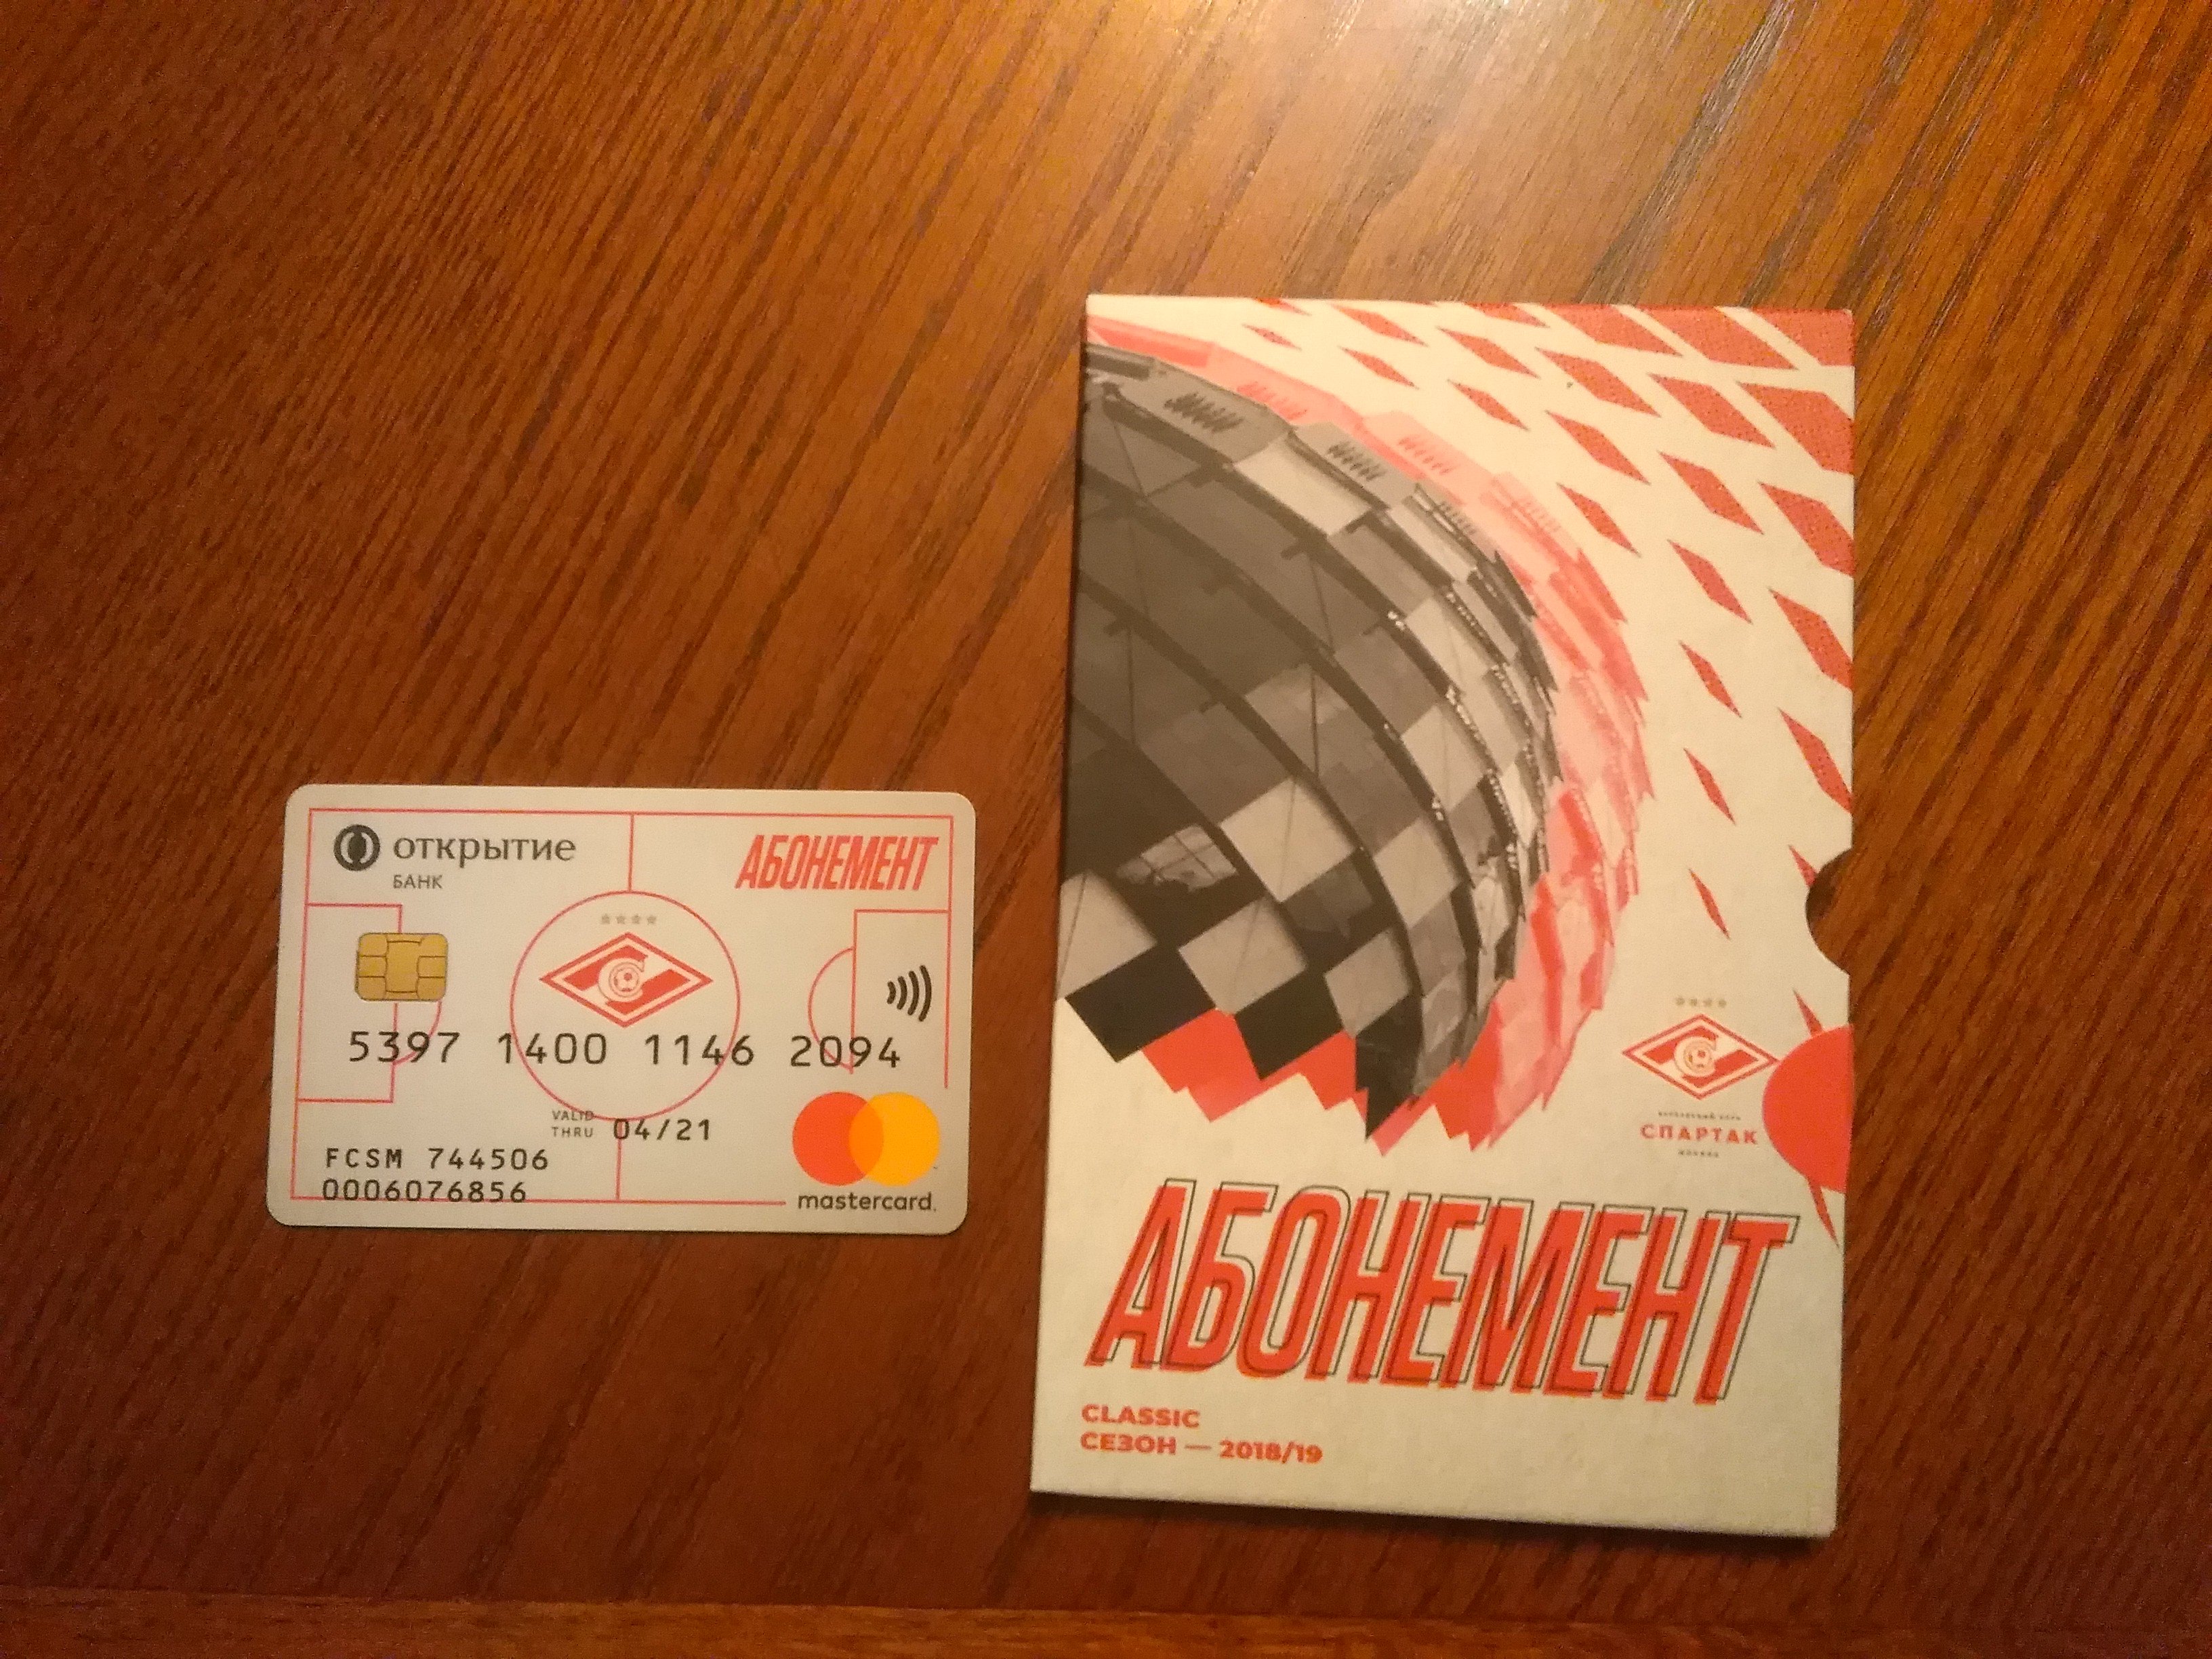 ОТКРЫТИЕ
БАНК
АБОНЕМЕНТ
5397 1400 1146 2094
VALID
THRU 04/21
FCSM 744506
0006076856
mastercard.
СПАРТАК
МОСКВА
АБОНЕМЕНТ
CLASSIC
СЕЗОН — 2018/19